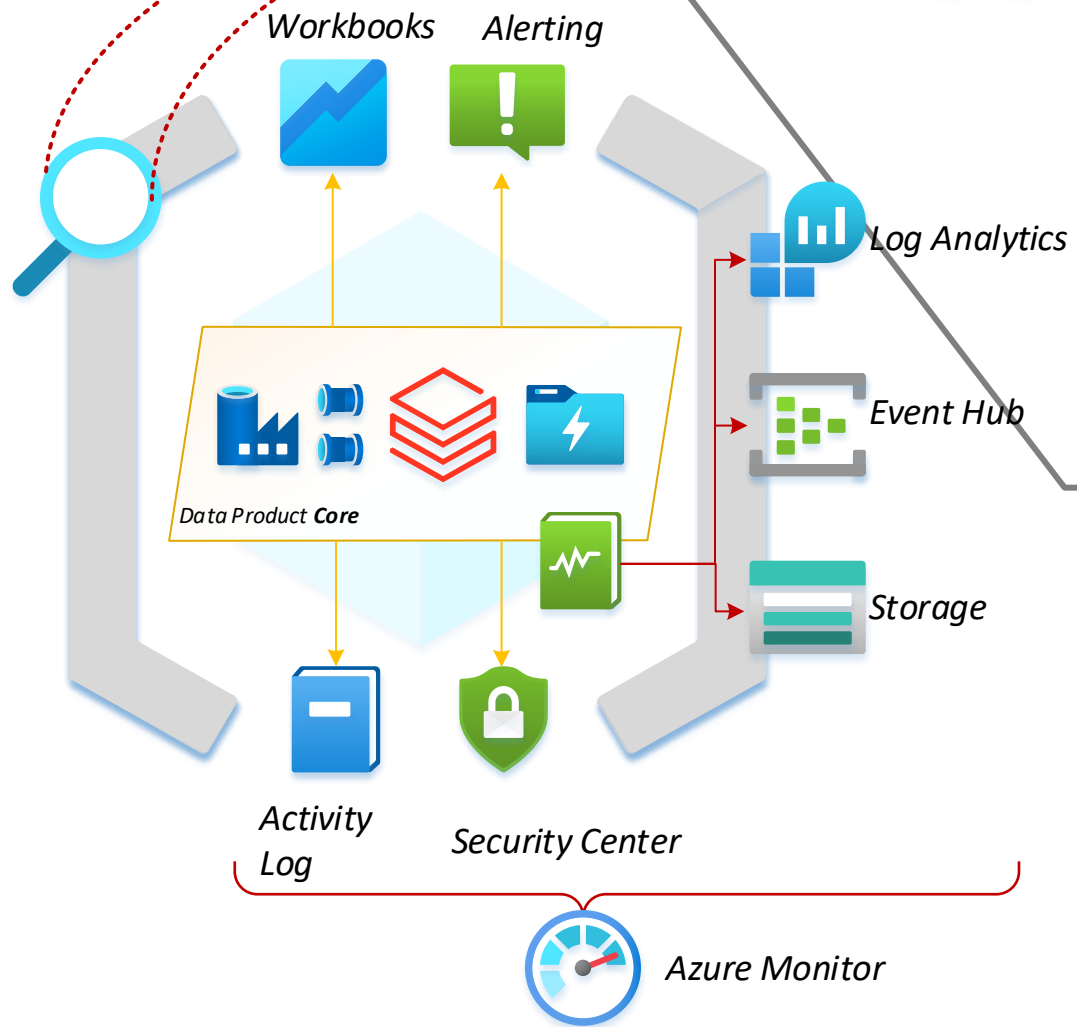 Workbooks
Alerting
Log Analytics
Event Hub
Data Product Core
Storage
Activity
Log
Security Center
Azure Monitor